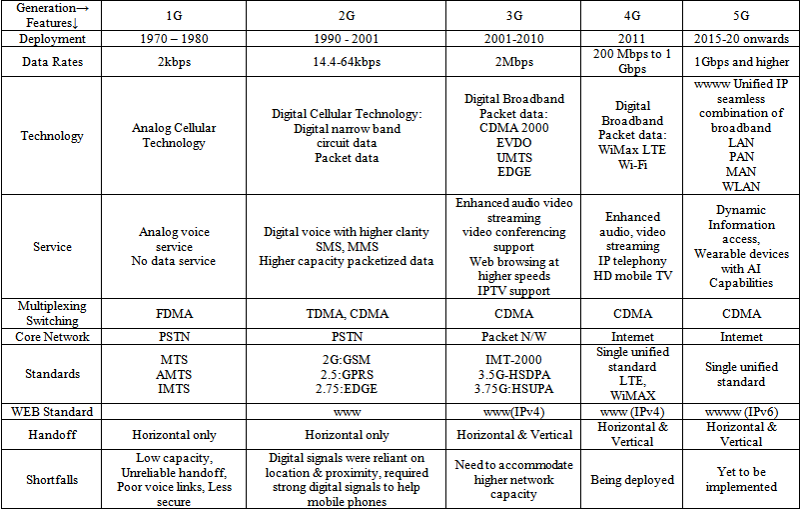 Generation→
Features↓
1G
2G
3G
4G
5G
Deployment
1970 – 1980
1990 - 2001
2001-2010
2011
2015-20 onwards
Data Rates
2kbps
14.4-64kbps
2Mbps
200 Mbps to 1
Gbps
1Gbps and higher
Technology
Analog Cellular
Technology
Digital Cellular Technology:
Digital narrow band
circuit data
Packet data
Digital Broadband
Packet data:
CDMA 2000
EVDO
UMTS
EDGE
Digital
Broadband
Packet data:
WiMax LTE
Wi-Fi
wwww Unified IP
seamless
combination of
broadband
LAN
PAN
MAN
WLAN
Service
Analog voice
service
No data service
Digital voice with higher clarity
SMS, MMS
Higher capacity packetized data
Enhanced audio video
streaming
video conferencing
support
Web browsing at
higher speeds
IPTV support
Enhanced
audio, video
streaming
IP telephony
HD mobile TV
Dynamic
Information
access,
Wearable devices
with AI
Capabilities
Multiplexing
Switching
FDMA
TDMA, CDMA
CDMA
CDMA
CDMA
Core Network
PSTN
PSTN
Packet N/W
Internet
Internet
Standards
MTS
AMTS
IMTS
2G:GSM
2.5:GPRS
2.75:EDGE
IMT-2000
3.5G-HSDPA
3.75G:HSUPA
Single unified
standard
LTE,
WiMAX
Single unified
standard
WEB Standard
www
www(IPv4)
www (IPv4)
wwww (IPv6)
Handoff
Horizontal only
Horizontal only
Horizontal & Vertical
Horizontal &
Vertical
Horizontal &
Vertical
Shortfalls
Low capacity,
Unreliable handoff,
Poor voice links, Less
secure
Digital signals were reliant on
location & proximity, required
strong digital signals to help
mobile phones
Need to accommodate
higher network
capacity
Being deployed
Yet to be
implemented